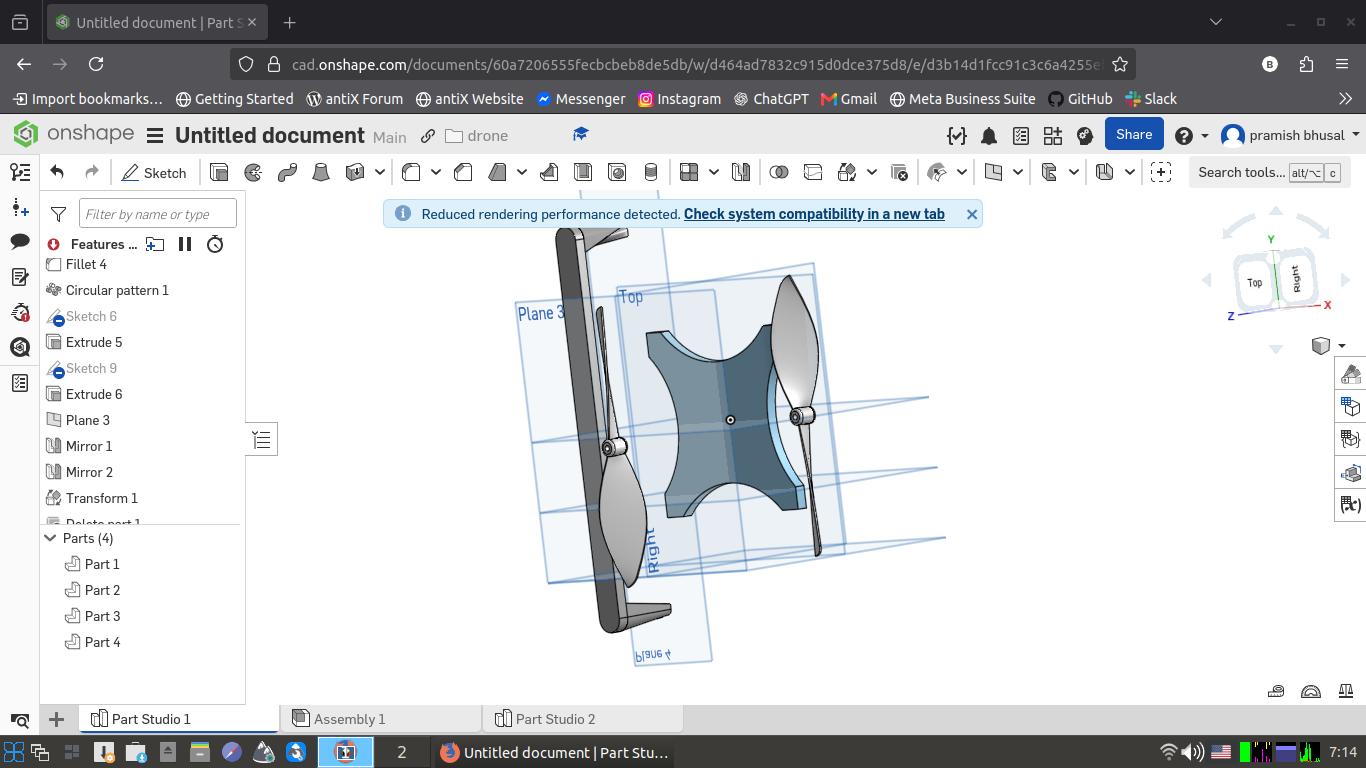 Untitled document | Part S
cad.onshape.com/documents/60a7206555fecbcbeb8de5db/w/d464ad7832c915d0dce375d8/e/d3b14d1fcc91c3c6a4255e
B
Import bookmarks...
Getting Started
antiX Forum
antiX Website
Messenger
Instagram
ChatGPT
Gmail
Meta Business Suite
GitHub
Slack
onshape
Untitled document
Main
drone
Share
pramish bhusal
Sketch
Search tools...
alt/⌥
c
Filter by name or type
Reduced rendering performance detected. Check system compatibility in a new tab
Features ...
Fillet 4
Circular pattern 1
Sketch 6
Extrude 5
Sketch 9
Extrude 6
Plane 3
Mirror 1
Mirror 2
Transform 1
Delete part 1
Parts (4)
Part 1
Part 2
Part 3
Part 4
Plane 3
Top
Right
Plane 4
Y
Top
Right
X
Z
Part Studio 1
Assembly 1
Part Studio 2
2
Untitled document | Part Stu...
7:14